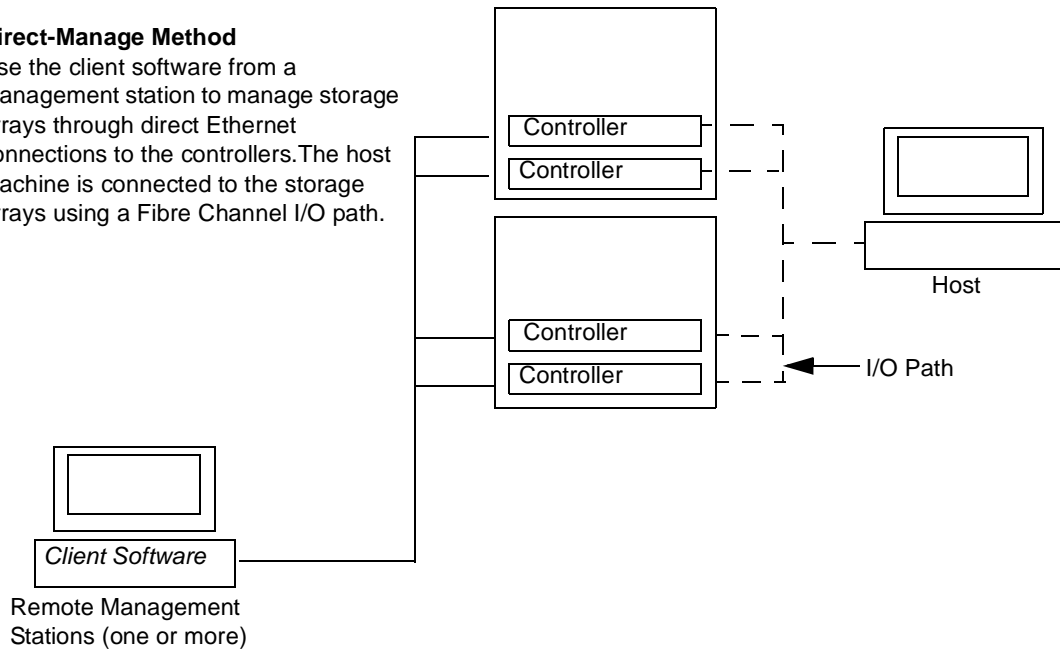 irect-Manage Method
se the client software from a
anagement station to manage storage
rrays through direct Ethernet
onnections to the controllers.The host
achine is connected to the storage
rrays using a Fibre Channel I/O path.
Controller
Controller
Host
Controller
Controller
I/O Path
Client Software
Remote Management
Stations (one or more)